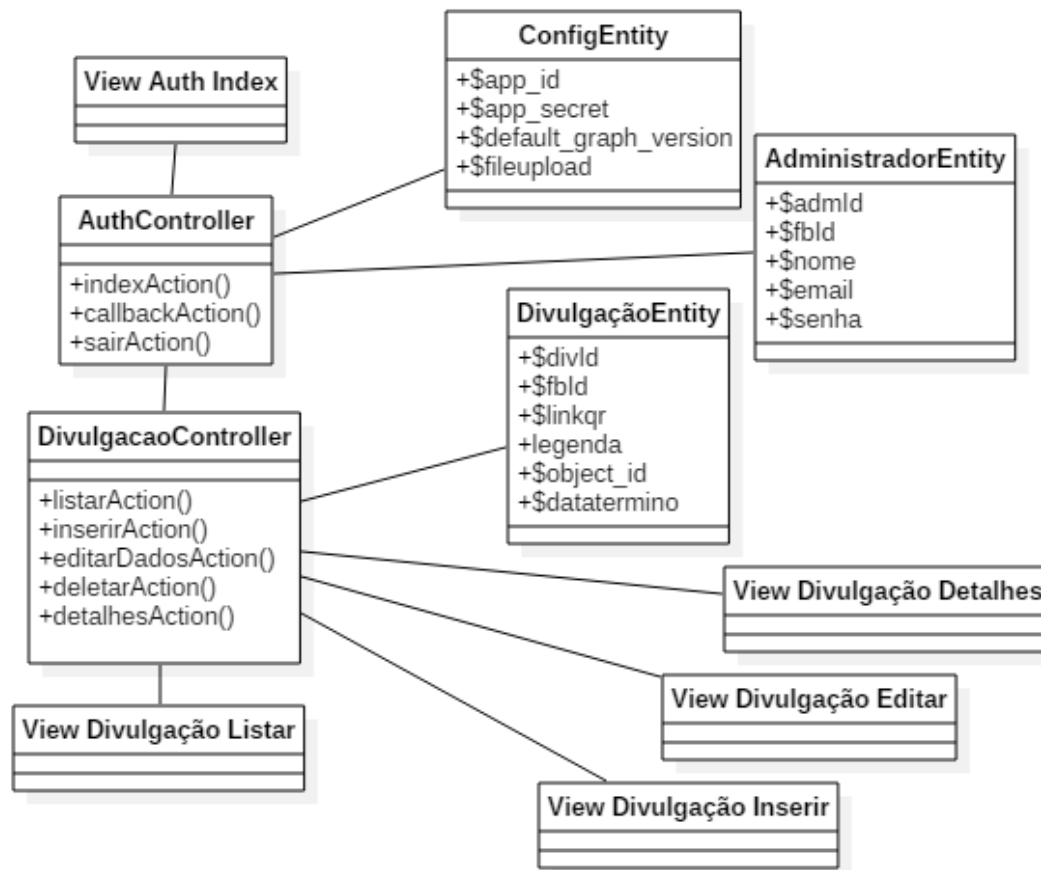 View Auth Index
ConfigEntity
+$app_id
+$app_secret
+$default_graph_version
+$fileupload
AdministradorEntity
+$admId
+$fbId
+$nome
+$email
+$senha
AuthController
+indexAction()
+callbackAction()
+sairAction()
DivulgaçãoEntity
+$divId
+$fbId
+$linkqr
+legenda
+$object_id
+$datatermino
DivulgacaoController
+listarAction()
+inserirAction()
+editarDadosAction()
+deletarAction()
+detalhesAction()
View Divulgação Detalhes
View Divulgação Editar
View Divulgação Listar
View Divulgação Inserir